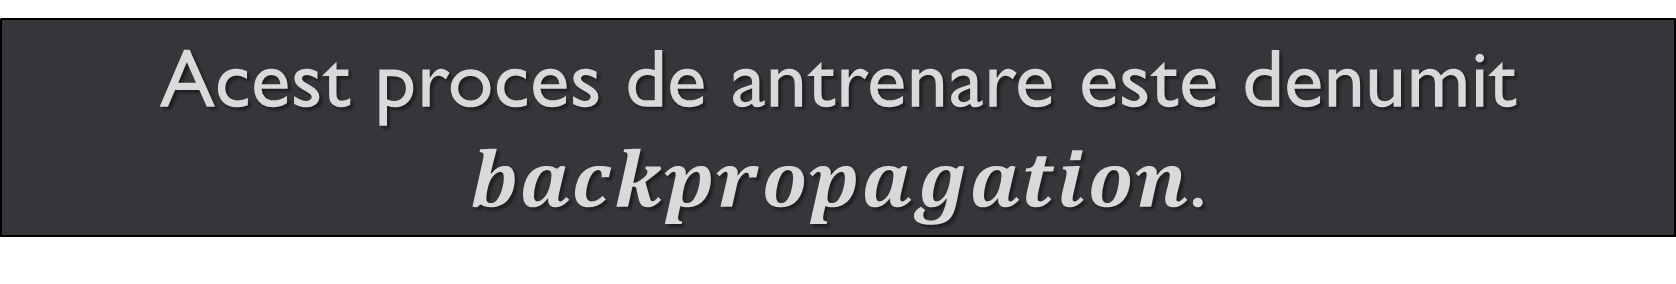 Acest proces de antrenare este denumit
backpropagation.